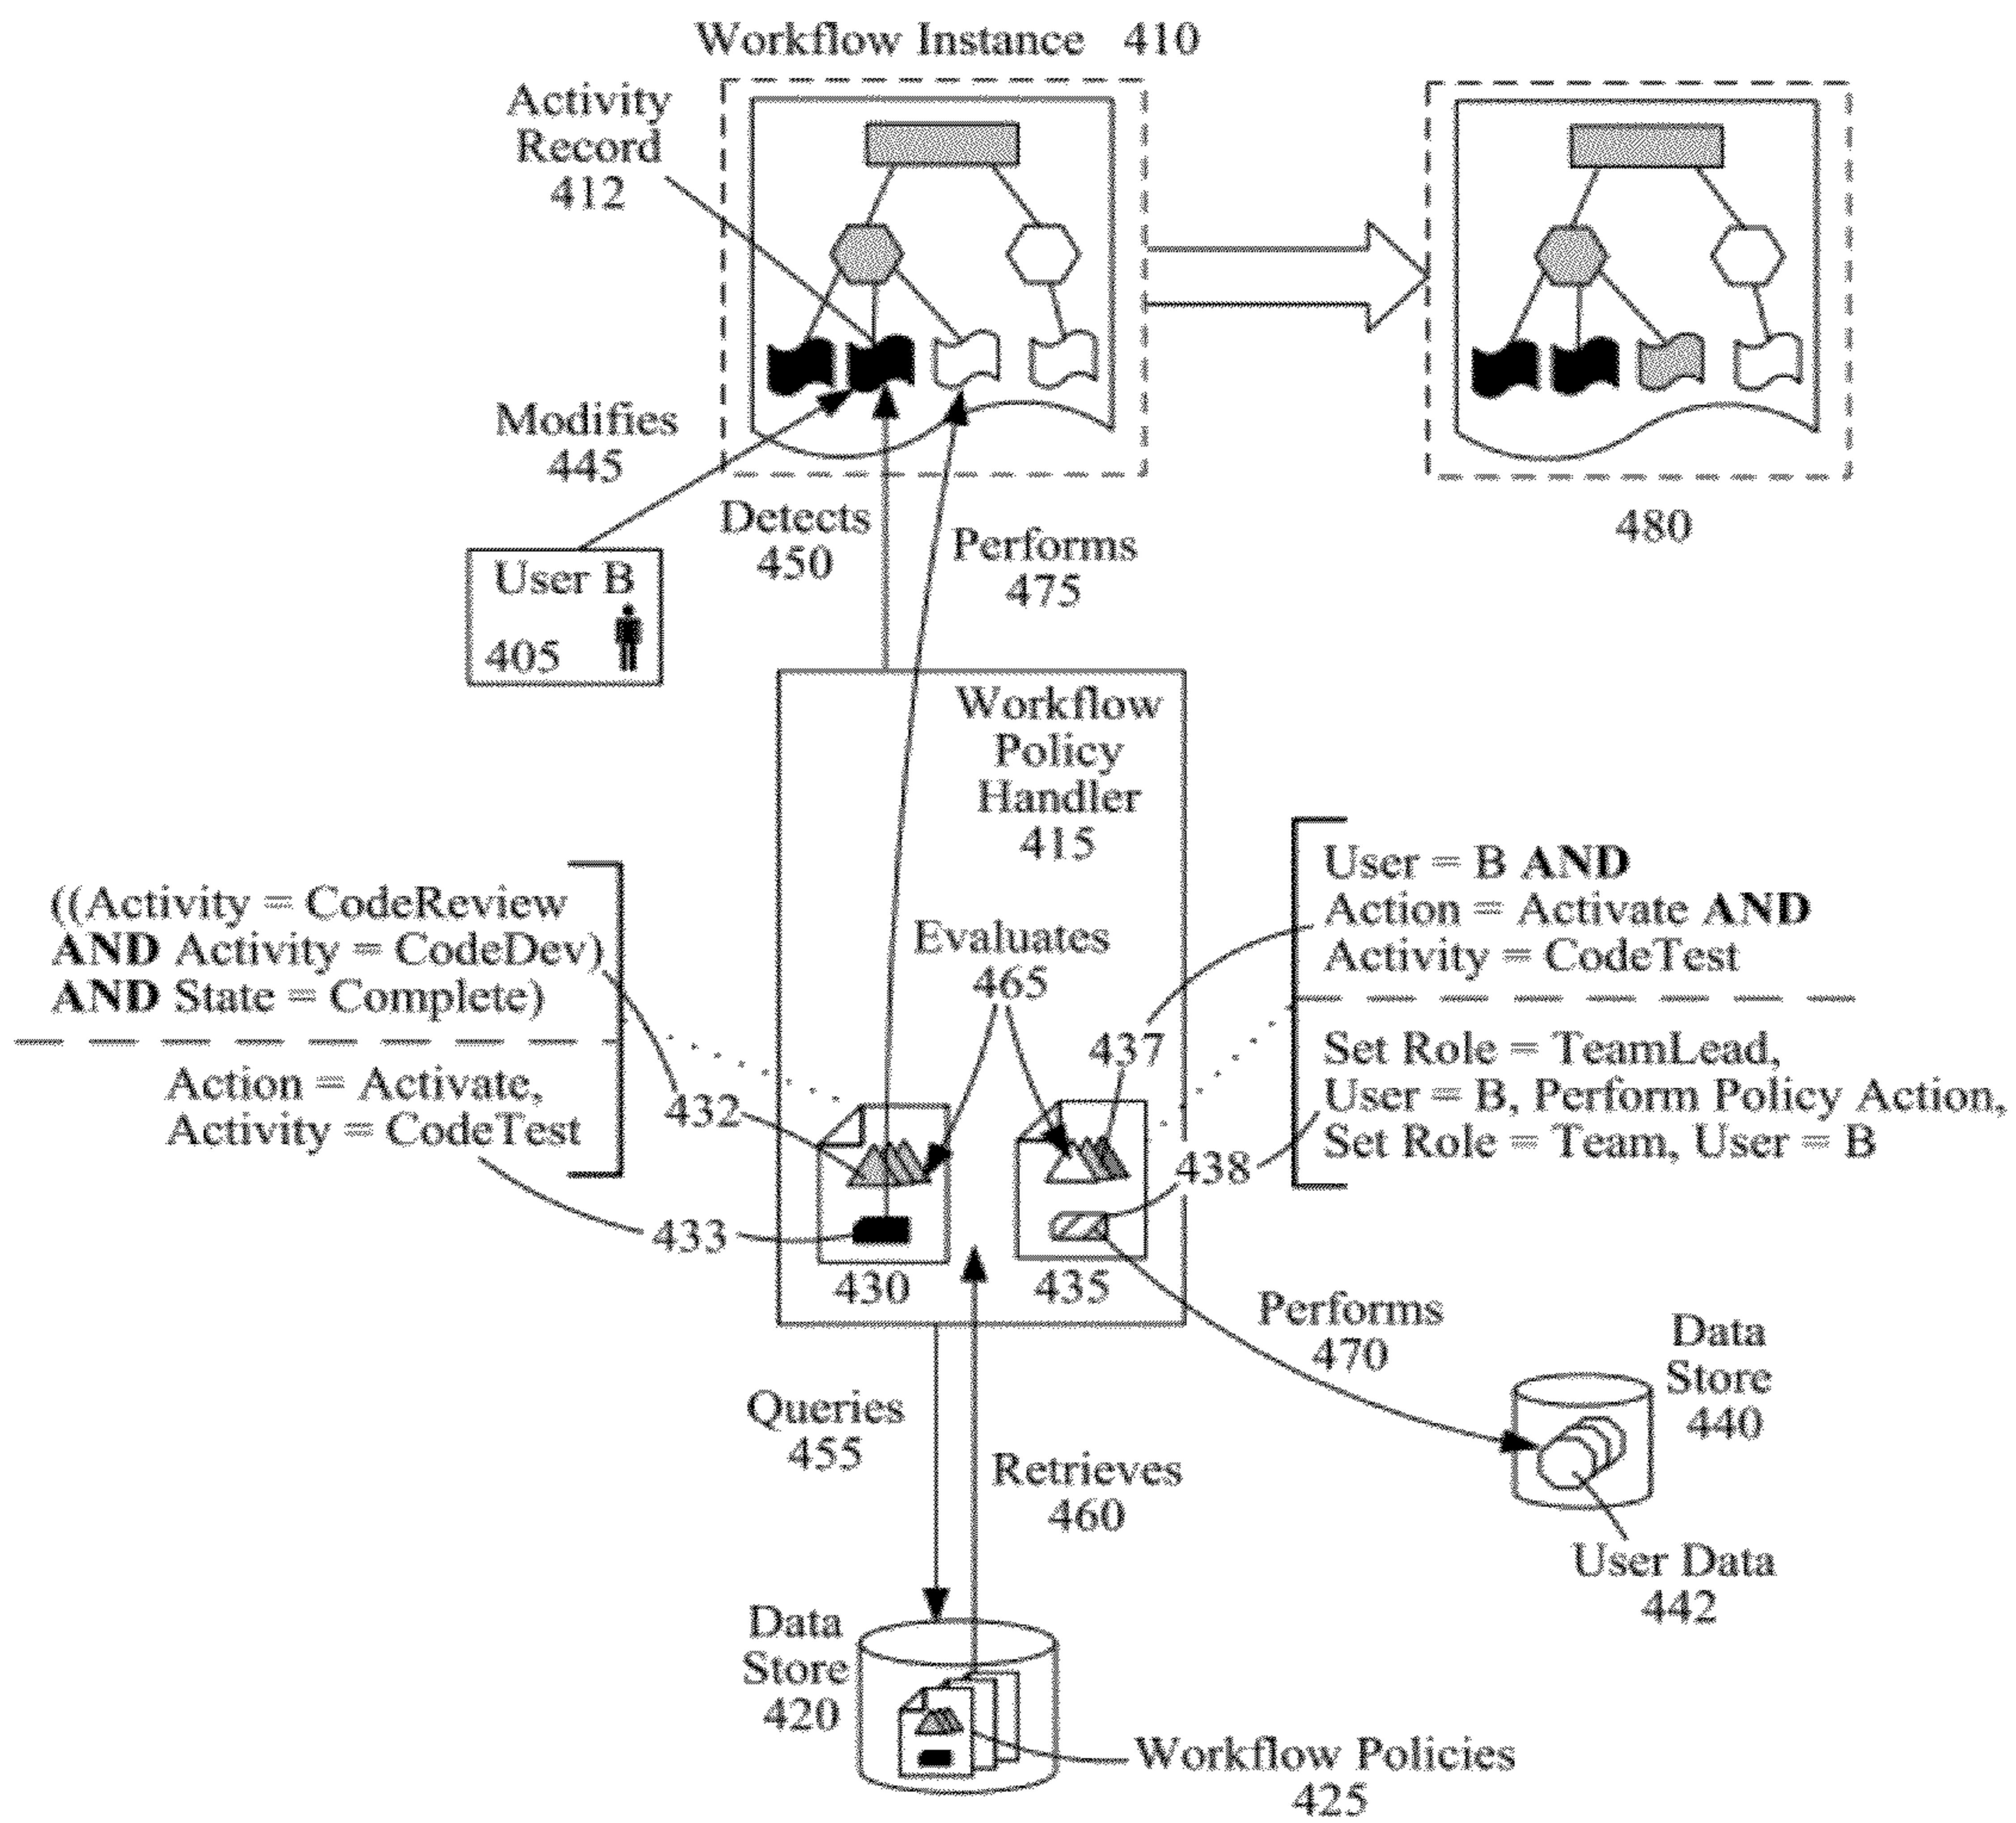 Workflow Instance 410
Activity
Record
412
Modifies
445
Detects
450
Performs
475
480
User B
405
Workflow
Policy
Handler
415
((Activity = CodeReview
AND Activity = CodeDev)
AND State = Complete)
Action = Activate,
Activity = CodeTest
Evaluates
465
User = B AND
Action = Activate AND
Activity = CodeTest
Set Role = TeamLead,
User = B, Perform Policy Action,
Set Role = Team, User = B
437
432
438
433
430
435
Performs
470
Data
Store
440
Queries
455
Retrieves
460
User Data
442
Data
Store
420
Workflow Policies
425